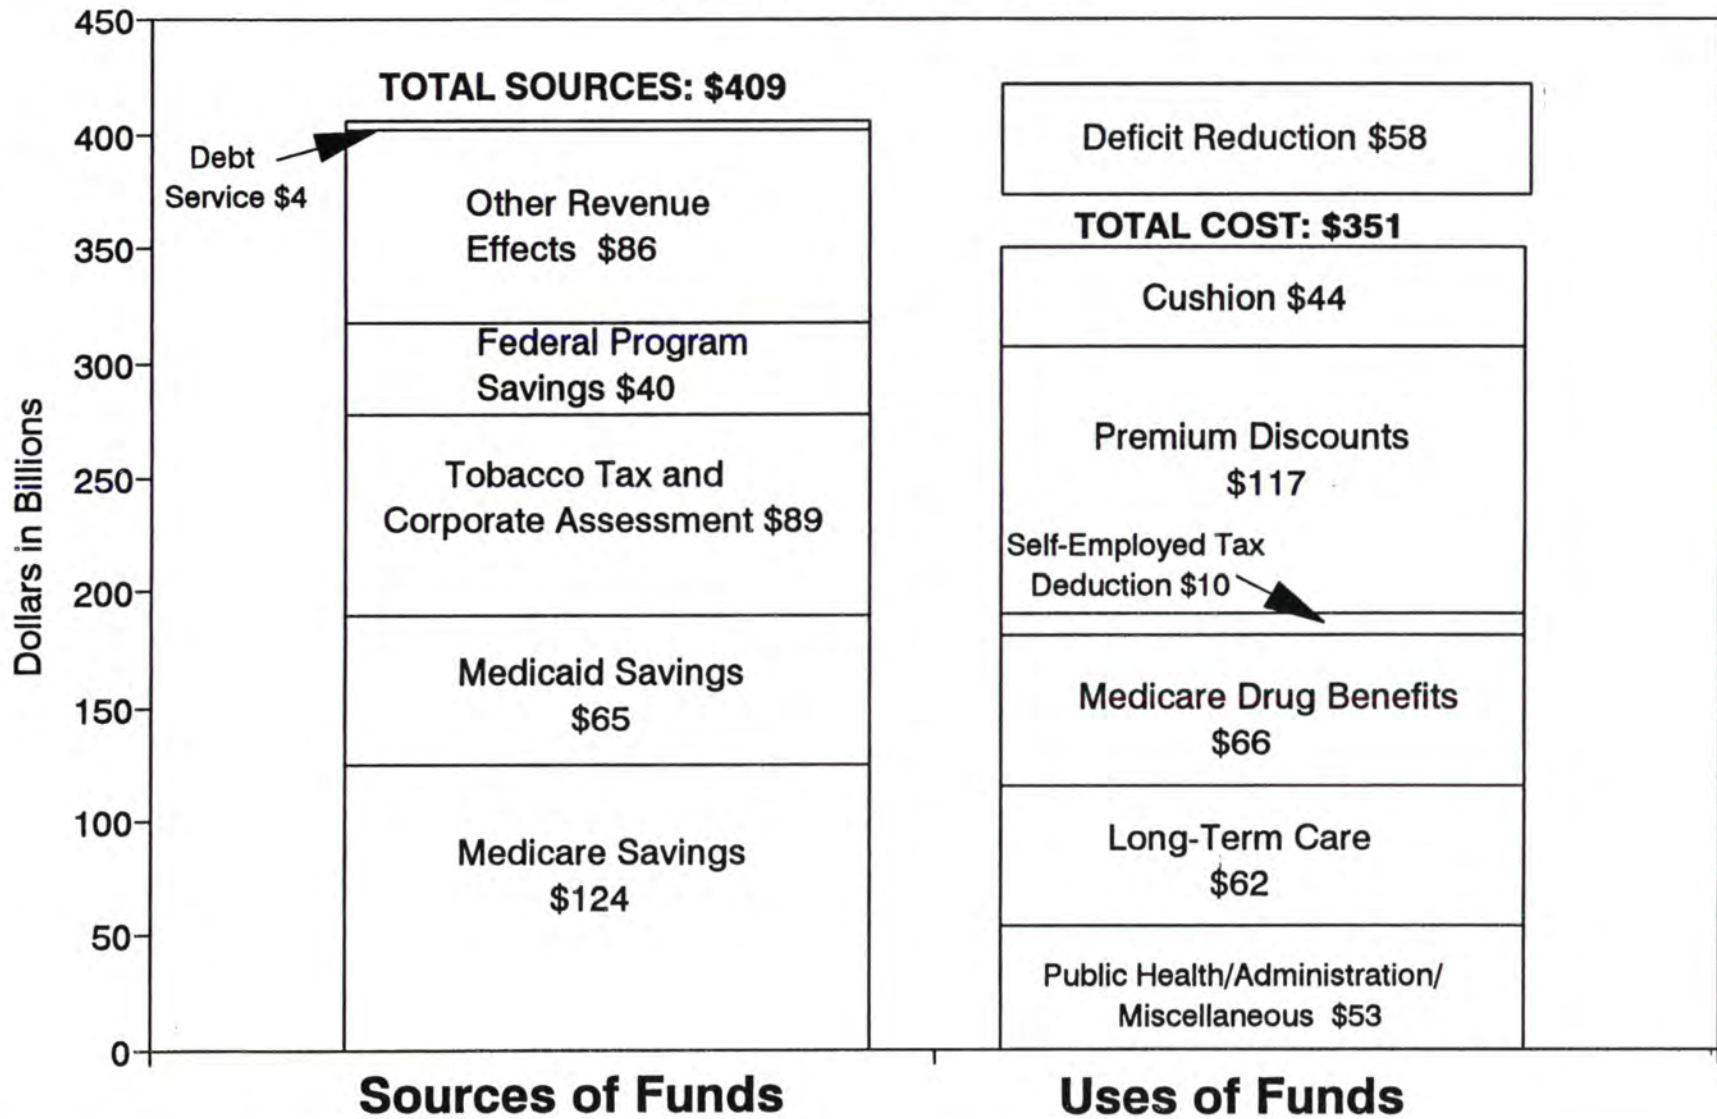 450
400
350
300
250
200
150
100
50
0
Dollars in Billions
TOTAL SOURCES: $409
Debt
Service $4
Other Revenue
Effects $86
Federal Program
Savings $40
Tobacco Tax and
Corporate Assessment $89
Medicaid Savings
$65
Medicare Savings
$124
Sources of Funds
Deficit Reduction $58
TOTAL COST: $351
Cushion $44
Premium Discounts
$117
Self-Employed Tax
Deduction $10
Medicare Drug Benefits
$66
Long-Term Care
$62
Public Health/Administration/
Miscellaneous $53
Uses of Funds